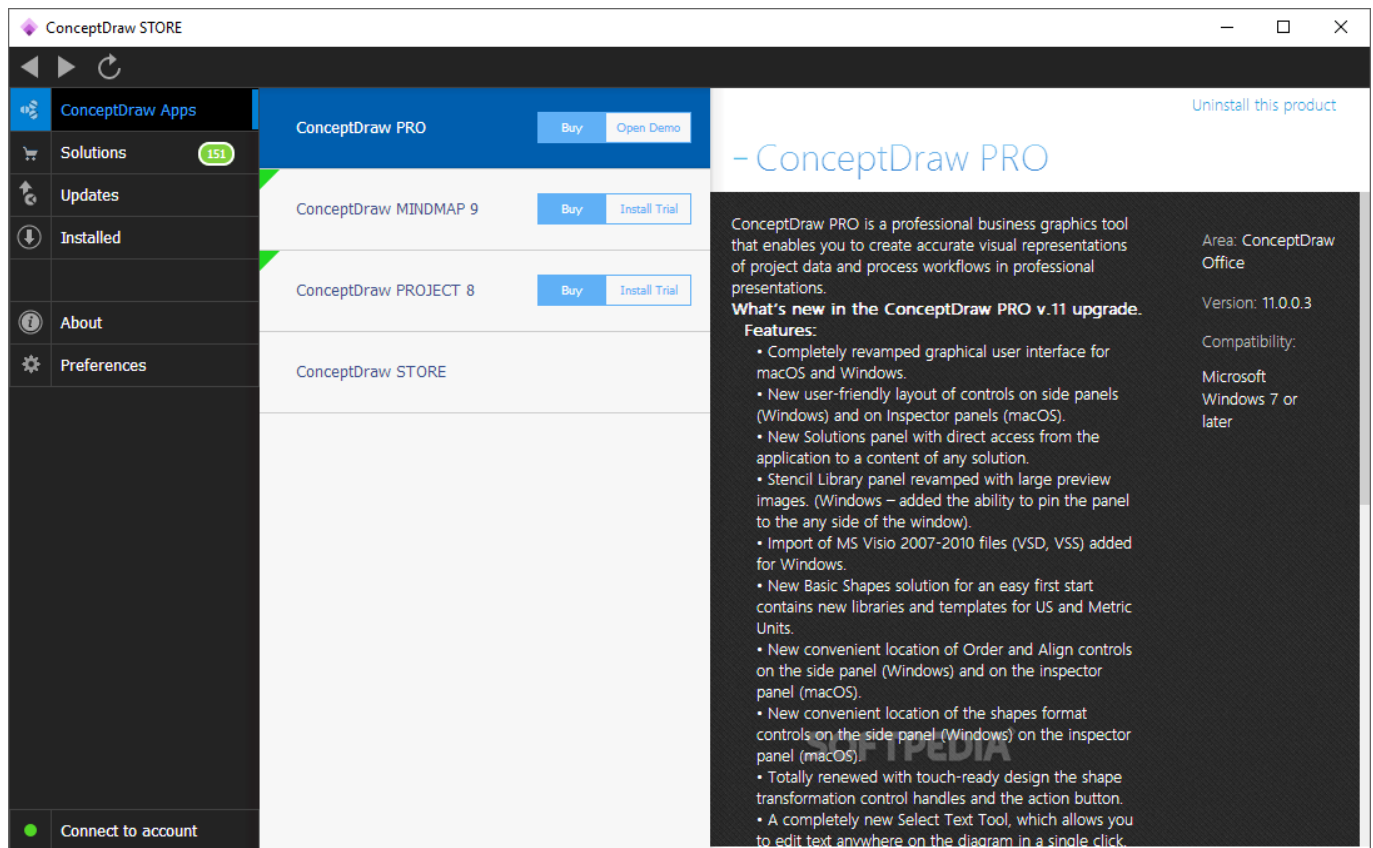 ConceptDraw STORE
ConceptDraw Apps
Solutions 151
Updates
Installed
About
Preferences
Connect to account
ConceptDraw PRO Buy Open Demo
ConceptDraw MINDMAP 9 Buy Install Trial
ConceptDraw PROJECT 8 Buy Install Trial
ConceptDraw STORE
Uninstall this product
– ConceptDraw PRO
ConceptDraw PRO is a professional business graphics tool
that enables you to create accurate visual representations
of project data and process workflows in professional
presentations.
What's new in the ConceptDraw PRO v.11 upgrade.
Features:
• Completely revamped graphical user interface for
macOS and Windows.
• New user-friendly layout of controls on side panels
(Windows) and on Inspector panels (macOS).
• New Solutions panel with direct access from the
application to a content of any solution.
• Stencil Library panel revamped with large preview
images. (Windows – added the ability to pin the panel
to the any side of the window).
• Import of MS Visio 2007-2010 files (VSD, VSS) added
for Windows.
• New Basic Shapes solution for an easy first start
contains new libraries and templates for US and Metric
Units.
• New convenient location of Order and Align controls
on the side panel (Windows) and on the inspector
panel (macOS).
• New convenient location of the shapes format
controls on the side panel (Windows) on the inspector
panel (macOS).
• Totally renewed with touch-ready design the shape
transformation control handles and the action button.
• A completely new Select Text Tool, which allows you
to edit text anywhere on the diagram in a single click.
SOFTPEDIA
Area: ConceptDraw
Office
Version: 11.0.0.3
Compatibility:
Microsoft
Windows 7 or
later